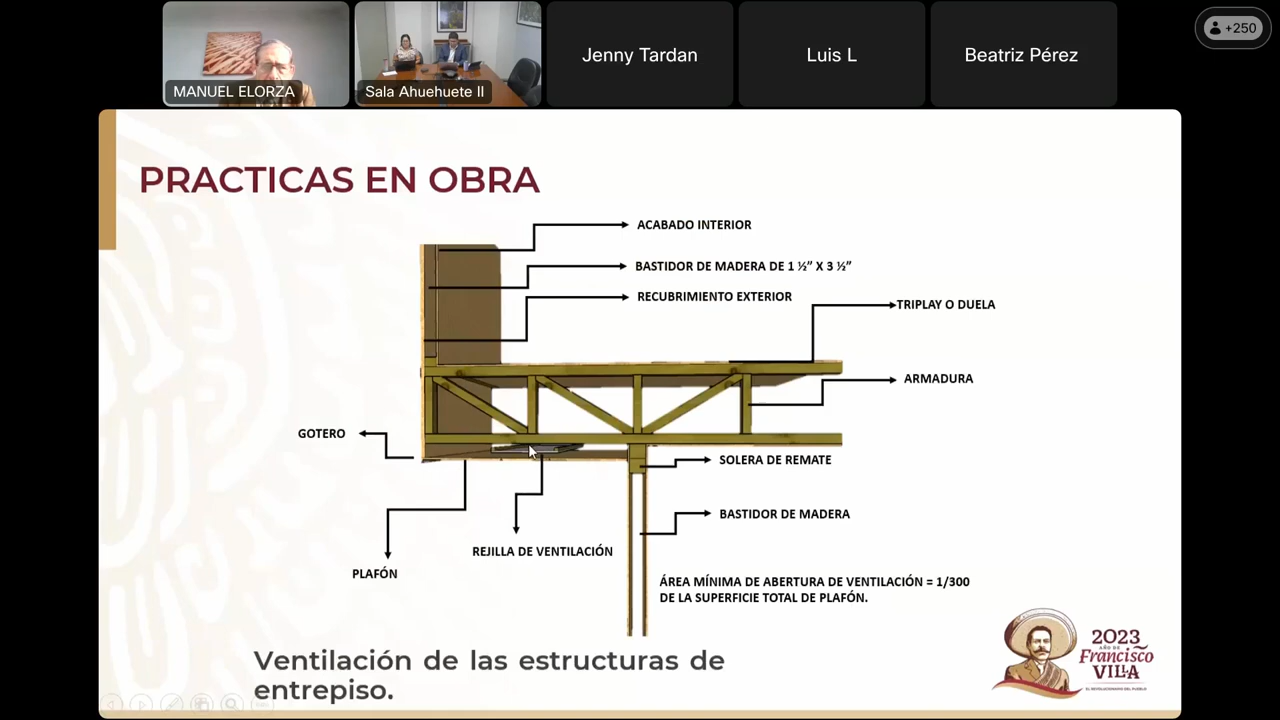 Jenny Tardan
Luis L
Beatriz Pérez
+250
MANUEL ELORZA
Sala Ahuehuete II
PRACTICAS EN OBRA
ACABADO INTERIOR
BASTIDOR DE MADERA DE 1 ½” X 3 ½”
RECUBRIMIENTO EXTERIOR
TRIPLAY O DUELA
ARMADURA
GOTERO
SOLERA DE REMATE
BASTIDOR DE MADERA
REJILLA DE VENTILACIÓN
PLAFÓN
ÁREA MÍNIMA DE ABERTURA DE VENTILACIÓN = 1/300
DE LA SUPERFICIE TOTAL DE PLAFÓN.
2023
AÑO DE
Francisco
VILLA
EL REVOLUCIONARIO DEL PUEBLO
Ventilación de las estructuras de
entrepiso.